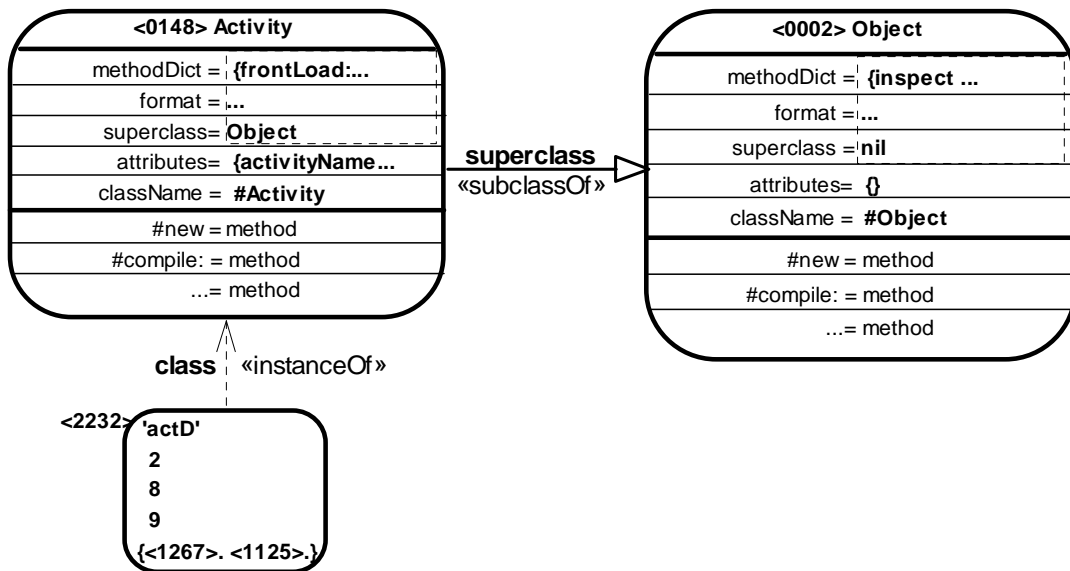 <0148> Activity
methodDict = {frontLoad:...
format = ...
superclass= Object
attributes= {activityName...
className = #Activity
#new = method
#compile: = method
...= method
superclass
«subclassOf»
<0002> Object
methodDict = {inspect ...
format = ...
superclass = nil
attributes= {}
className = #Object
#new = method
#compile: = method
...= method
class «instanceOf»
<2232> 'actD'
2
8
9
{<1267>. <1125>.}